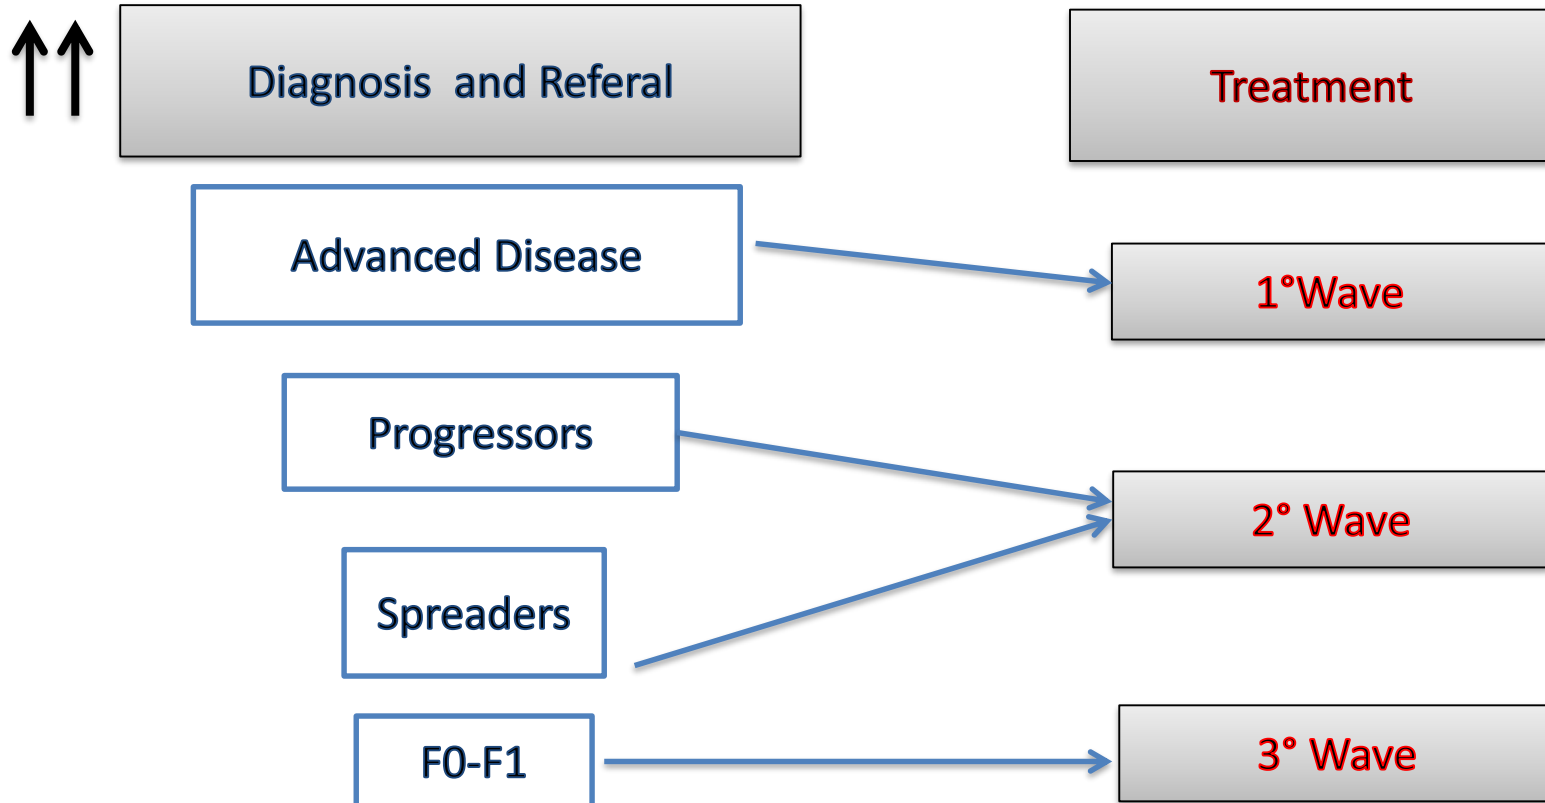 Diagnosis and Referal
Treatment
Advanced Disease
1°Wave
Progressors
2° Wave
Spreaders
F0-F1
3° Wave